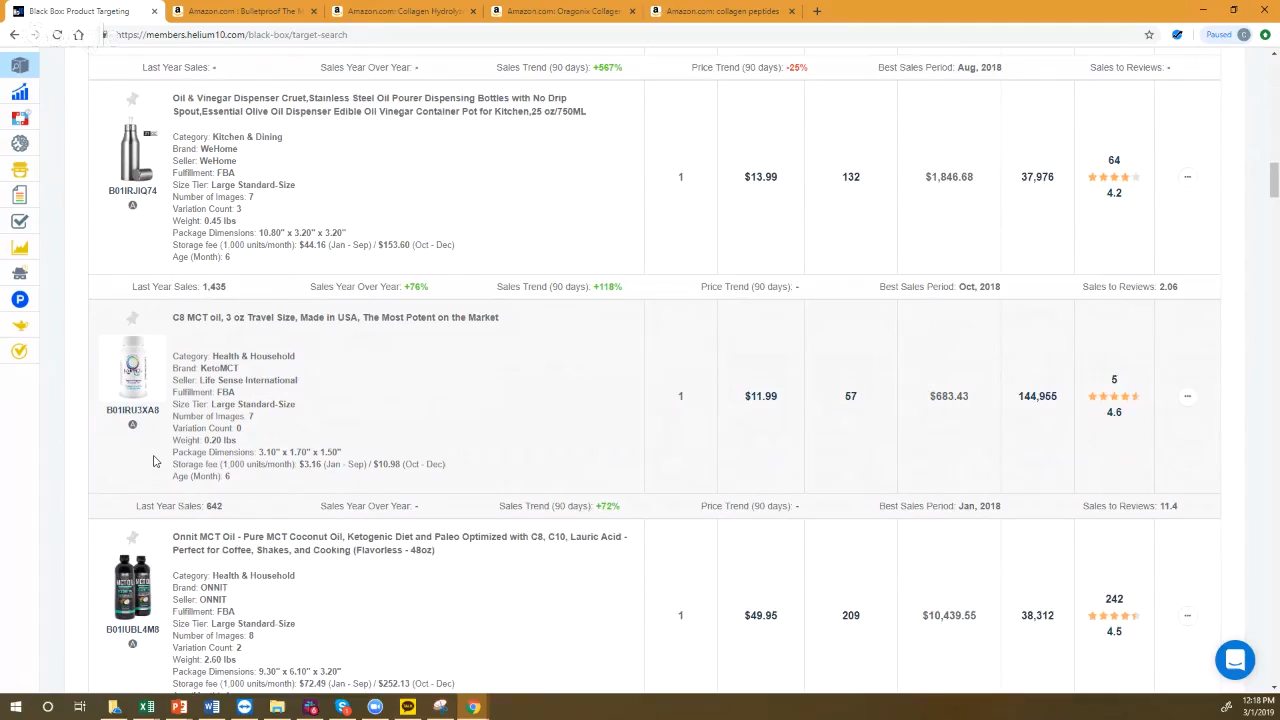 Black Box: Product Targeting
Amazon.com : Bulletproof The M
Amazon.com: Collagen Hydrolys
Amazon.com: Oragonix Collagen
Amazon.com: collagen peptides
https://members.helium10.com/black-box/target-search
Paused
Last Year Sales: - Sales Year Over Year: - Sales Trend (90 days): +567% Price Trend (90 days): -25% Best Sales Period: Aug, 2018 Sales to Reviews: -
Oil & Vinegar Dispenser Cruet,Stainless Steel Oil Pourer Dispensing Bottles with No Drip
Spout,Essential Olive Oil Dispenser Edible Oil Vinegar Container Pot for Kitchen,25 oz/750ML
Category: Kitchen & Dining
Brand: WeHome
Seller: WeHome
Fulfillment: FBA
Size Tier: Large Standard-Size
Number of Images: 7
Variation Count: 3
Weight: 0.45 lbs
Package Dimensions: 10.80" x 3.20" x 3.20"
Storage fee (1,000 units/month): $44.16 (Jan - Sep) / $153.60 (Oct - Dec)
Age (Month): 6
B01IRJIQ74
A
1 $13.99 132 $1,846.68 37,976
64
4.2
Last Year Sales: 1,435 Sales Year Over Year: +76% Sales Trend (90 days): +118% Price Trend (90 days): - Best Sales Period: Oct, 2018 Sales to Reviews: 2.06
C8 MCT oil, 3 oz Travel Size, Made in USA, The Most Potent on the Market
Category: Health & Household
Brand: KetoMCT
Seller: Life Sense International
Fulfillment: FBA
Size Tier: Large Standard-Size
Number of Images: 7
Variation Count: 0
Weight: 0.20 lbs
Package Dimensions: 3.10" x 1.70" x 1.50"
Storage fee (1,000 units/month): $3.16 (Jan - Sep) / $10.98 (Oct - Dec)
Age (Month): 6
B01IRU3XA8
A
1 $11.99 57 $683.43 144,955
5
4.6
Last Year Sales: 642 Sales Year Over Year: - Sales Trend (90 days): +72% Price Trend (90 days): - Best Sales Period: Jan, 2018 Sales to Reviews: 11.4
Onnit MCT Oil - Pure MCT Coconut Oil, Ketogenic Diet and Paleo Optimized with C8, C10, Lauric Acid -
Perfect for Coffee, Shakes, and Cooking (Flavorless - 48oz)
Category: Health & Household
Brand: ONNIT
Seller: ONNIT
Fulfillment: FBA
Size Tier: Large Standard-Size
Number of Images: 8
Variation Count: 2
Weight: 2.60 lbs
Package Dimensions: 9.30" x 6.10" x 3.20"
Storage fee (1,000 units/month): $72.49 (Jan - Sep) / $252.13 (Oct - Dec)
MCT OIL
B01IUBL4M8
A
1 $49.95 209 $10,439.55 38,312
242
4.5
12:18 PM
3/1/2019